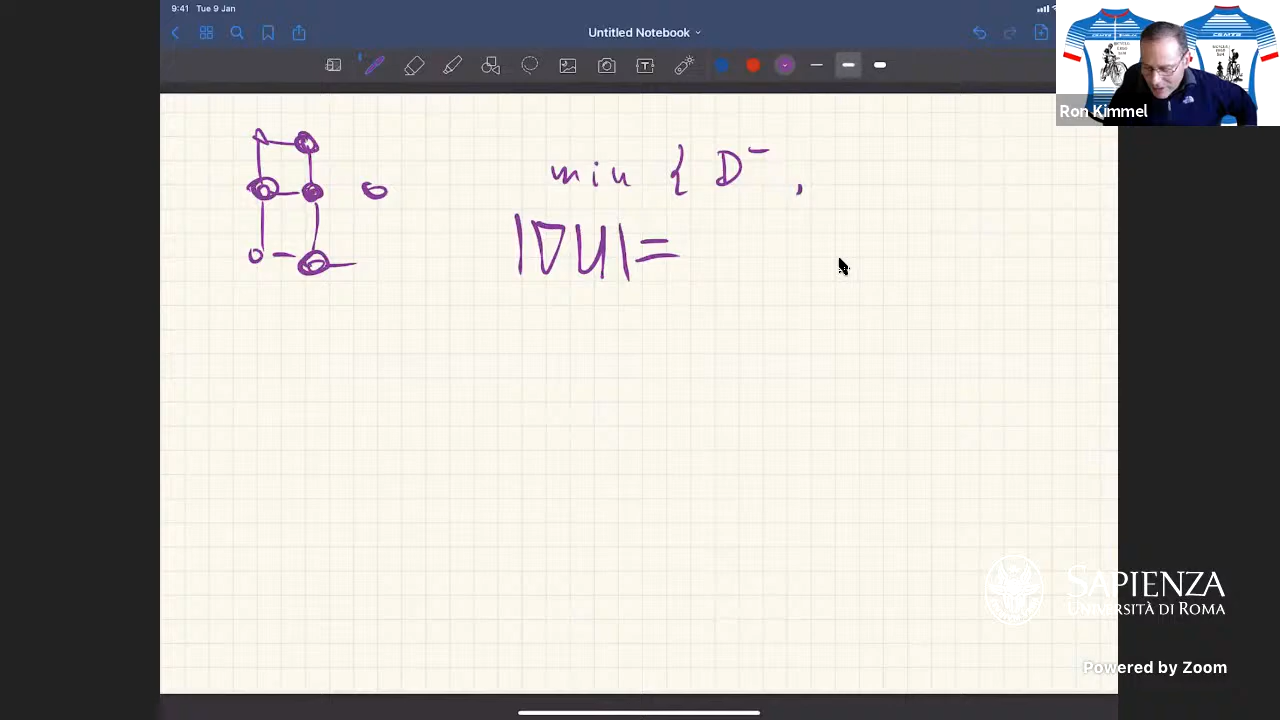 9:41 Tue 9 Jan
Untitled Notebook
Ron Kimmel
min { D⁻ ,
|∇U|=
SAPIENZA
UNIVERSITÀ DI ROMA
Powered by Zoom